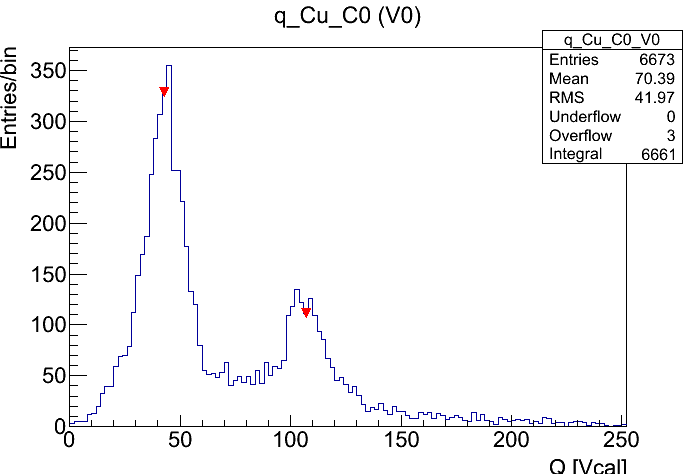 q_Cu_C0 (V0)
q_Cu_C0_V0
Entries 6673
Mean 70.39
RMS 41.97
Underflow 0
Overflow 3
Integral 6661
Entries/bin
350
300
250
200
150
100
50
0
0 50 100 150 200 250
Q [Vcal]